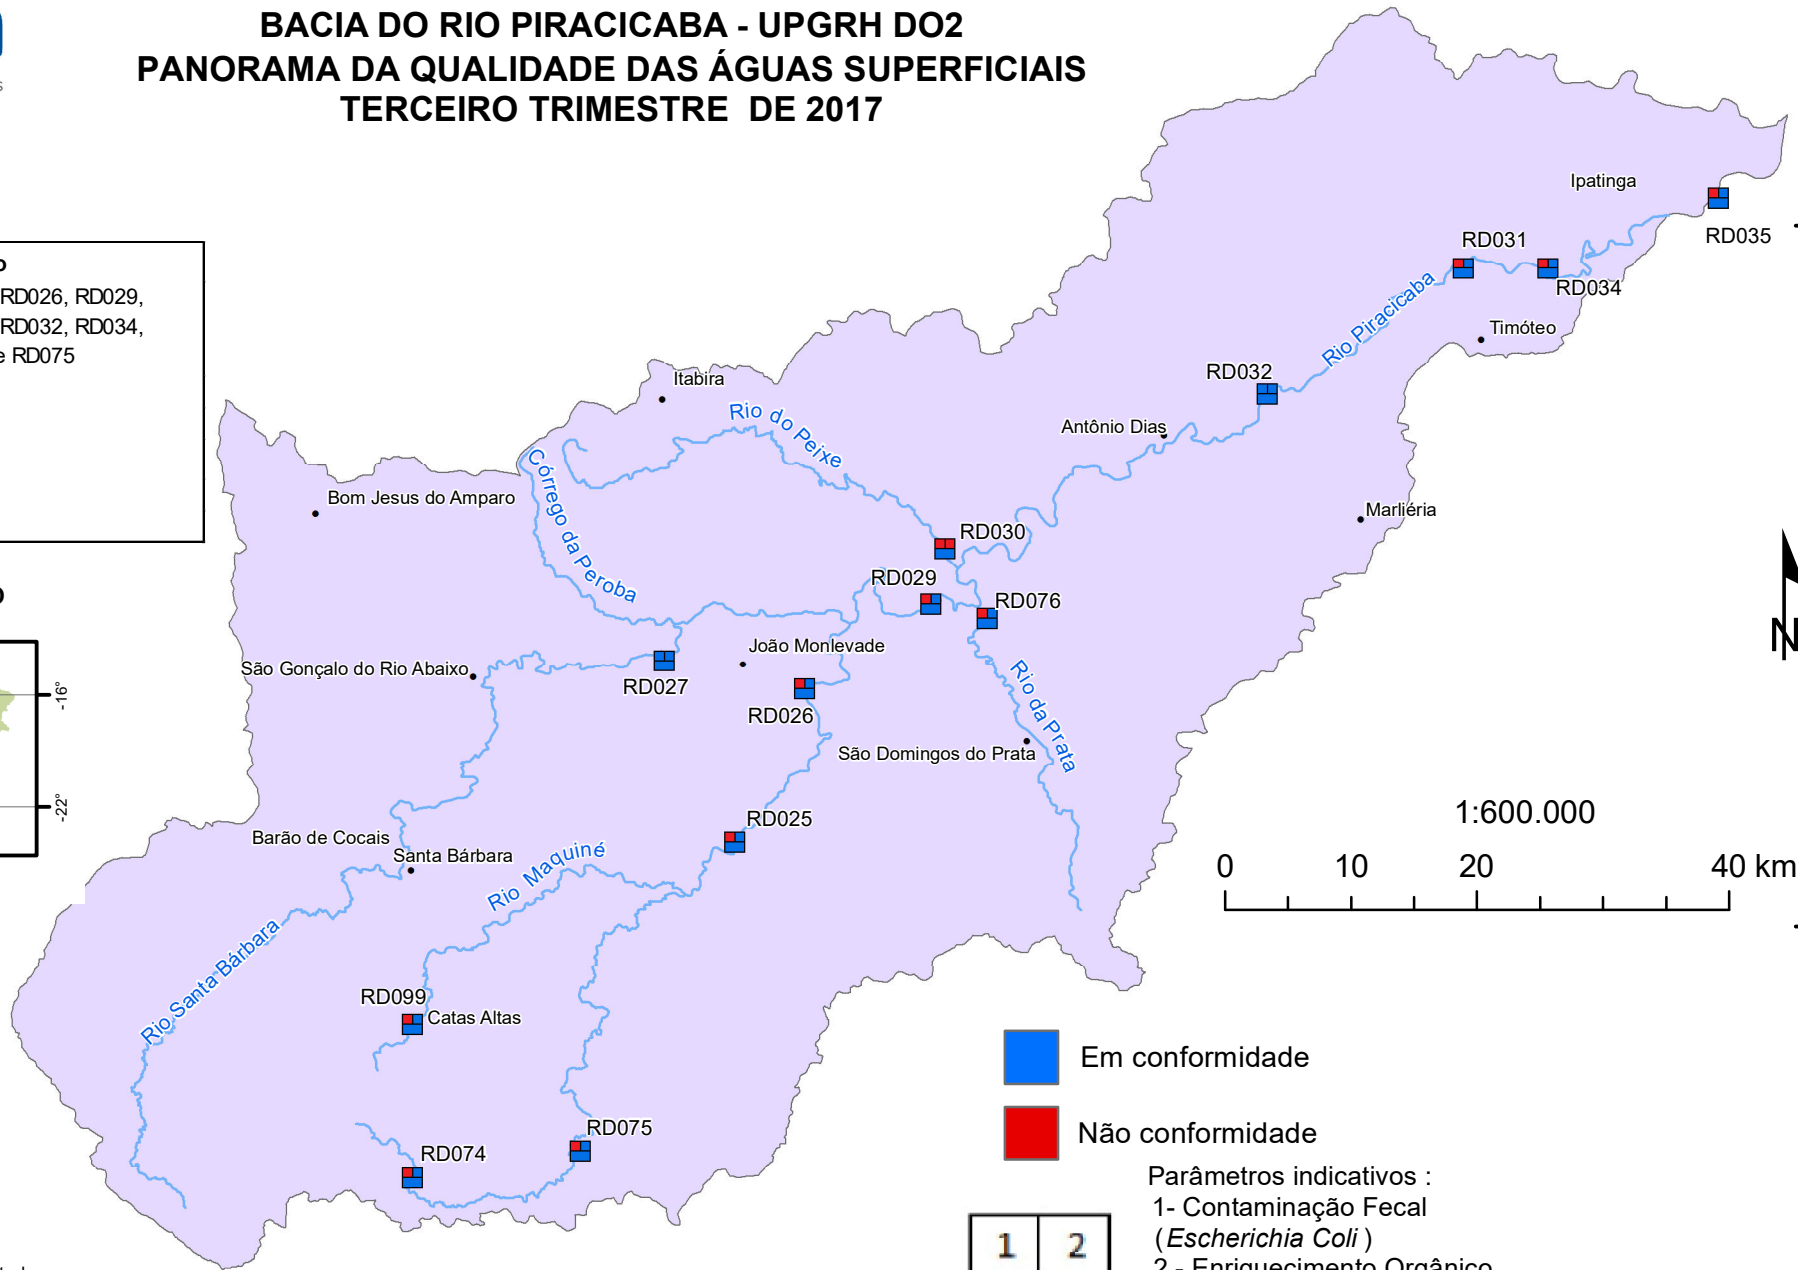 BACIA DO RIO PIRACICABA - UPGRH DO2
PANORAMA DA QUALIDADE DAS ÁGUAS SUPERFICIAIS
TERCEIRO TRIMESTRE DE 2017
RD026, RD029,
RD032, RD034,
e RD075
-16°
-22°
Ipatinga
RD035
RD031
RD034
Rio Piracicaba
Timóteo
RD032
Antônio Dias
Itabira
Rio do Peixe
Córrego da Peroba
Bom Jesus do Amparo
Marliéria
RD030
RD029
RD076
João Monlevade
São Gonçalo do Rio Abaixo
RD027
RD026
Rio da Prata
São Domingos do Prata
RD025
Barão de Cocais
Santa Bárbara
Rio Maquiné
Rio Santa Bárbara
RD099
Catas Altas
RD075
RD074
N
1:600.000
0 10 20 40 km
Em conformidade
Não conformidade
Parâmetros indicativos :
1- Contaminação Fecal
(Escherichia Coli )
2 - Enriquecimento Orgânico
1 2